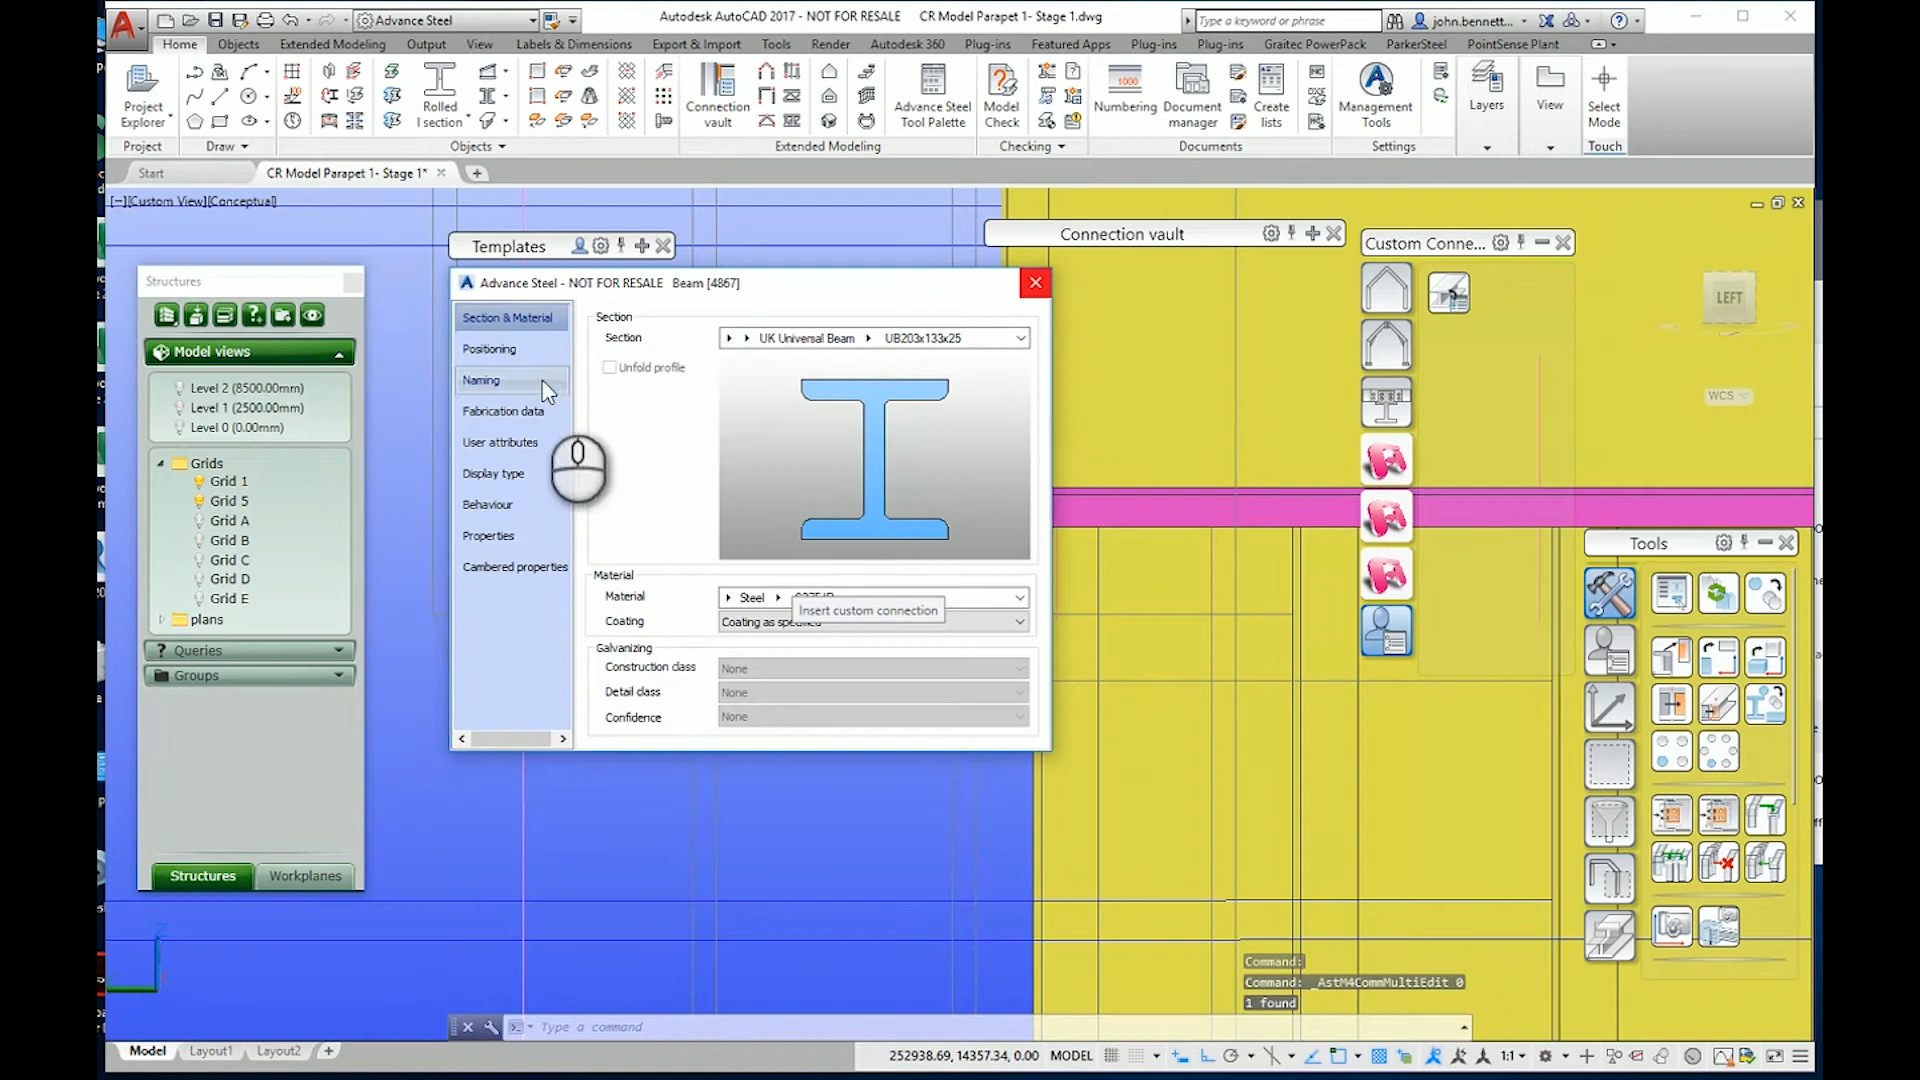 Advance Steel
Autodesk AutoCAD 2017 - NOT FOR RESALE
CR Model Parapet 1- Stage 1.dwg
Type a keyword or phrase
john.bennett...
Home
Objects
Extended Modeling
Output
View
Labels & Dimensions
Export & Import
Tools
Render
Autodesk 360
Plug-ins
Featured Apps
Plug-ins
Plug-ins
Graitec PowerPack
ParkerSteel
PointSense Plant
Project
Explorer
Rolled
I section
Connection
vault
Advance Steel
Tool Palette
Model
Check
1000
Numbering
Document
manager
Create
lists
Management
Tools
Layers
View
Select
Mode
Project
Draw
Objects
Extended Modeling
Checking
Documents
Settings
Touch
Start
CR Model Parapet 1- Stage 1*
[−][Custom View][Conceptual]
Templates
Connection vault
Custom Conne...
LEFT
WCS
Structures
Model views
Level 2 (8500.00mm)
Level 1 (2500.00mm)
Level 0 (0.00mm)
Grids
Grid 1
Grid 5
Grid A
Grid B
Grid C
Grid D
Grid E
plans
Queries
Groups
Structures
Workplanes
Advance Steel - NOT FOR RESALE   Beam [4867]
Section & Material
Positioning
Naming
Fabrication data
User attributes
Display type
Behaviour
Properties
Cambered properties
Section
Section
UK Universal Beam
UB203x133x25
Unfold profile
Material
Material
Steel
Insert custom connection
Coating
Coating as specified
Galvanizing
Construction class
None
Detail class
None
Confidence
None
Tools
Command:
Command: _AstM4CommMultiEdit 0
1 found
Type a command
Model
Layout1
Layout2
252938.69, 14357.34, 0.00
MODEL
1:1